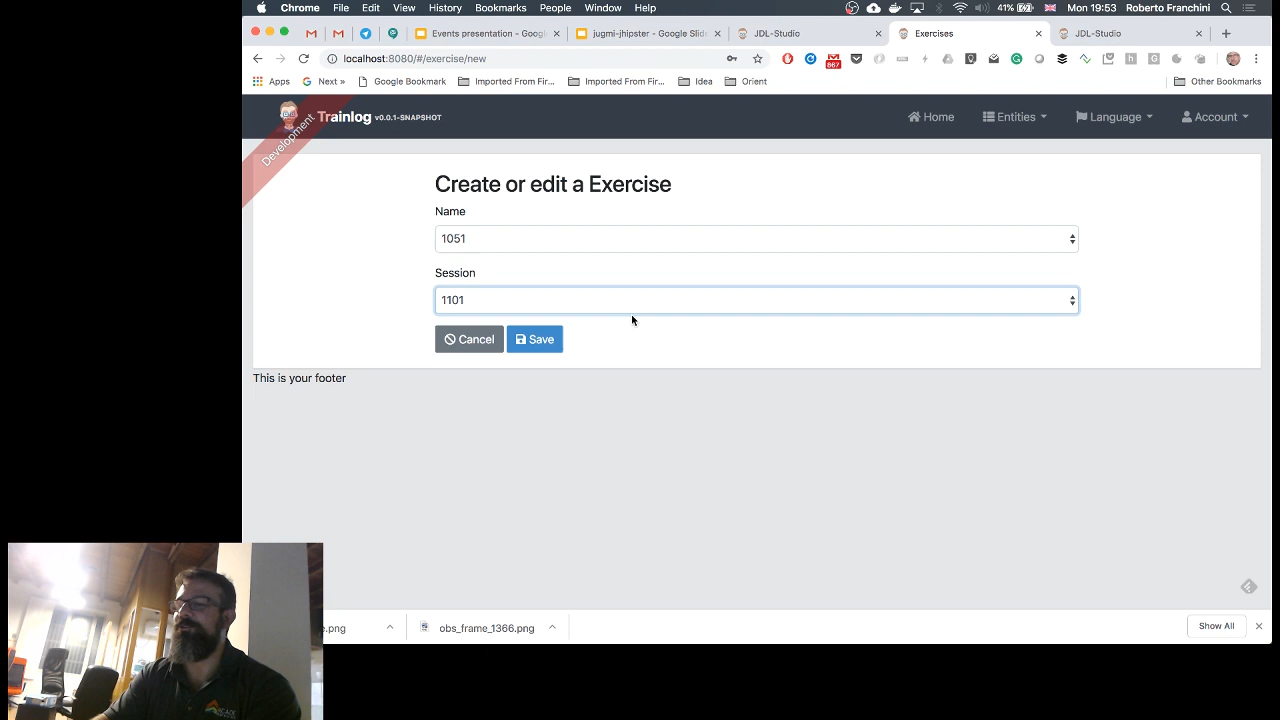 Chrome File Edit View History Bookmarks People Window Help 41% Mon 19:53 Roberto Franchini
Events presentation - Googl jugmi-jhipster - Google Slid JDL-Studio Exercises JDL-Studio
localhost:8080/#/exercise/new
867
Apps Next » Google Bookmark Imported From Fir... Imported From Fir... Idea Orient Other Bookmarks
Development
Trainlog v0.0.1-SNAPSHOT Home Entities Language Account
Create or edit a Exercise
Name
1051
Session
1101
Cancel Save
This is your footer
e.png obs_frame_1366.png Show All